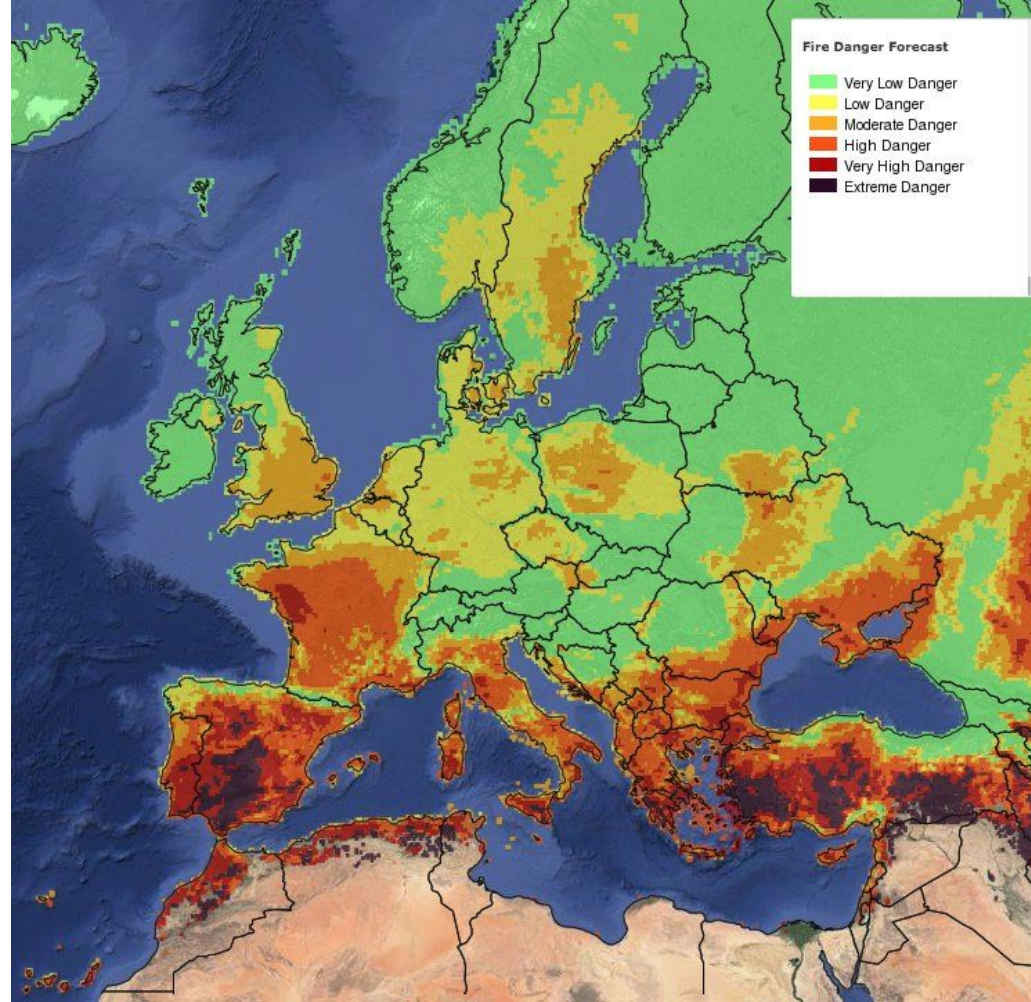 Fire Danger Forecast
Very Low Danger
Low Danger
Moderate Danger
High Danger
Very High Danger
Extreme Danger